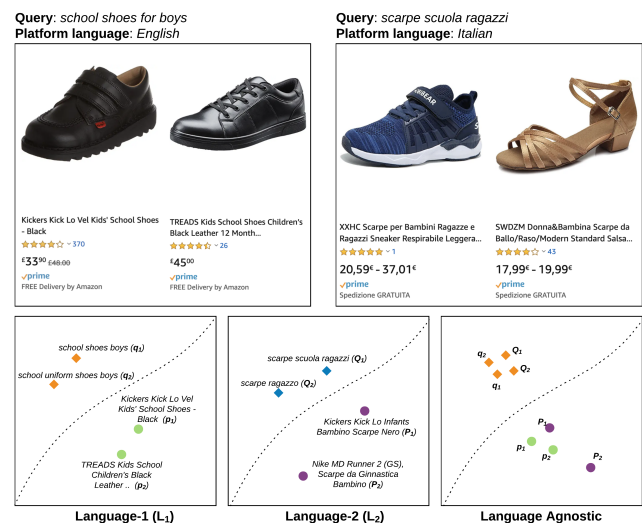 Query: school shoes for boys
Platform language: English
Query: scarpe scuola ragazzi
Platform language: Italian
Kickers Kick Lo Vel Kids' School Shoes
- Black
370
£33⁹⁰ £48.00
prime
FREE Delivery by Amazon
TREADS Kids School Shoes Children's
Black Leather 12 Month...
26
£45⁰⁰
prime
FREE Delivery by Amazon
XXHC Scarpe per Bambini Ragazze e
Ragazzi Sneaker Respirabile Leggera...
1
20,59€ - 37,01€
prime
Spedizione GRATUITA
SWDZM Donna&Bambina Scarpe da
Ballo/Raso/Modern Standard Salsa...
43
17,99€ - 19,99€
prime
Spedizione GRATUITA
school shoes boys (q₁)
school uniform shoes boys (q₂)
Kickers Kick Lo Vel
Kids' School Shoes -
Black (p₁)
TREADS Kids School
Children's Black
Leather .. (p₂)
Language-1 (L₁)
scarpe scuola ragazzi (Q₁)
scarpe ragazzo (Q₂)
Kickers Kick Lo Infants
Bambino Scarpe Nero (P₁)
Nike MD Runner 2 (GS),
Scarpe da Ginnastica
Bambino (P₂)
Language-2 (L₂)
q₂ Q₁
Q₂
q₁
P₁
p₁
p₂
P₂
Language Agnostic